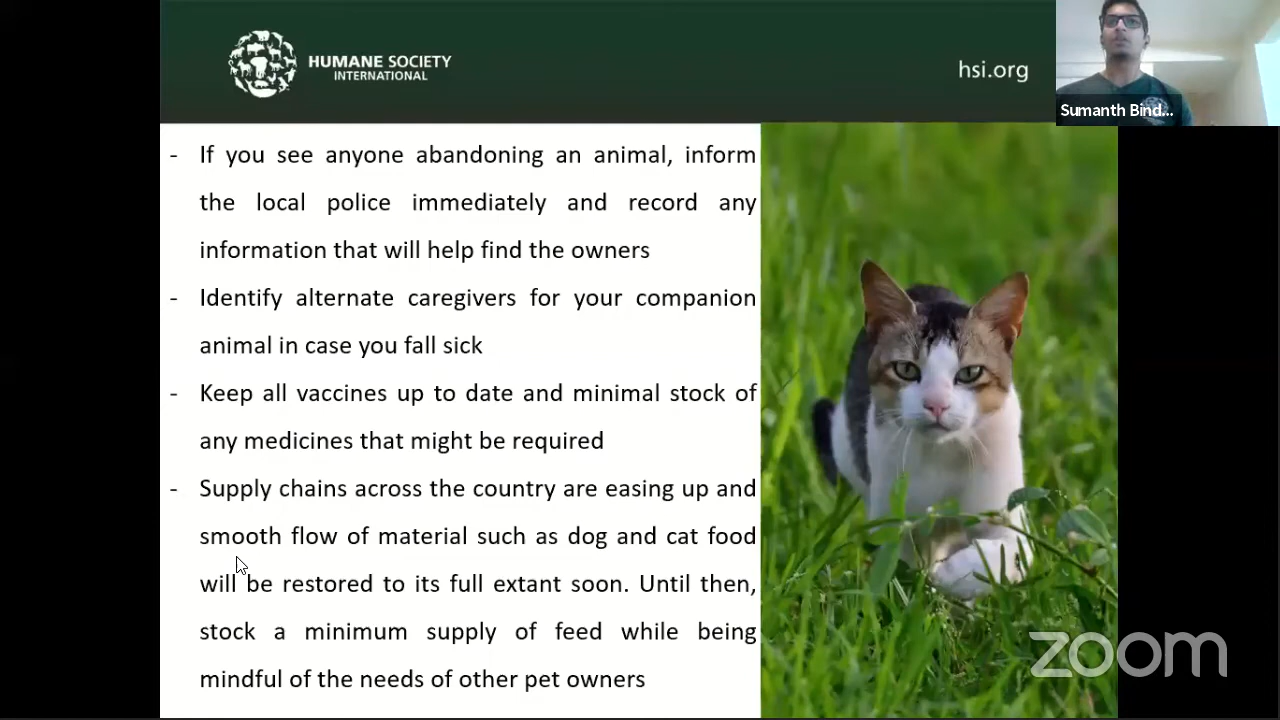 HUMANE SOCIETY
INTERNATIONAL
hsi.org
Sumanth Bind...
- If you see anyone abandoning an animal, inform
the local police immediately and record any
information that will help find the owners
- Identify alternate caregivers for your companion
animal in case you fall sick
- Keep all vaccines up to date and minimal stock of
any medicines that might be required
- Supply chains across the country are easing up and
smooth flow of material such as dog and cat food
will be restored to its full extant soon. Until then,
stock a minimum supply of feed while being
mindful of the needs of other pet owners
zoom